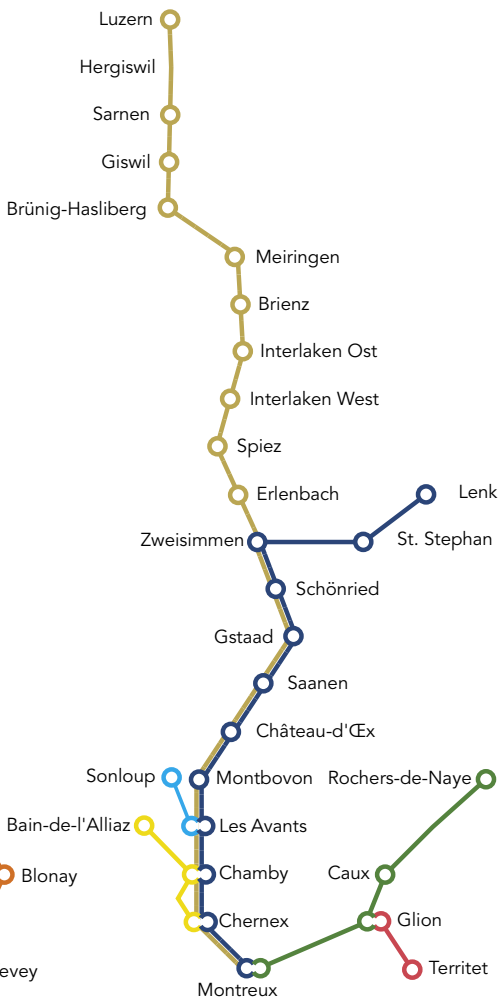 Luzern
Hergiswil
Sarnen
Giswil
Brünig-Hasliberg
Meiringen
Brienz
Interlaken Ost
Interlaken West
Spiez
Erlenbach
Lenk
Zweisimmen
St. Stephan
Schönried
Gstaad
Saanen
Château-d'Œx
Sonloup
Montbovon
Rochers-de-Naye
Bain-de-l'Alliaz
Les Avants
Blonay
Chamby
Caux
Chernex
Glion
evey
Territet
Montreux